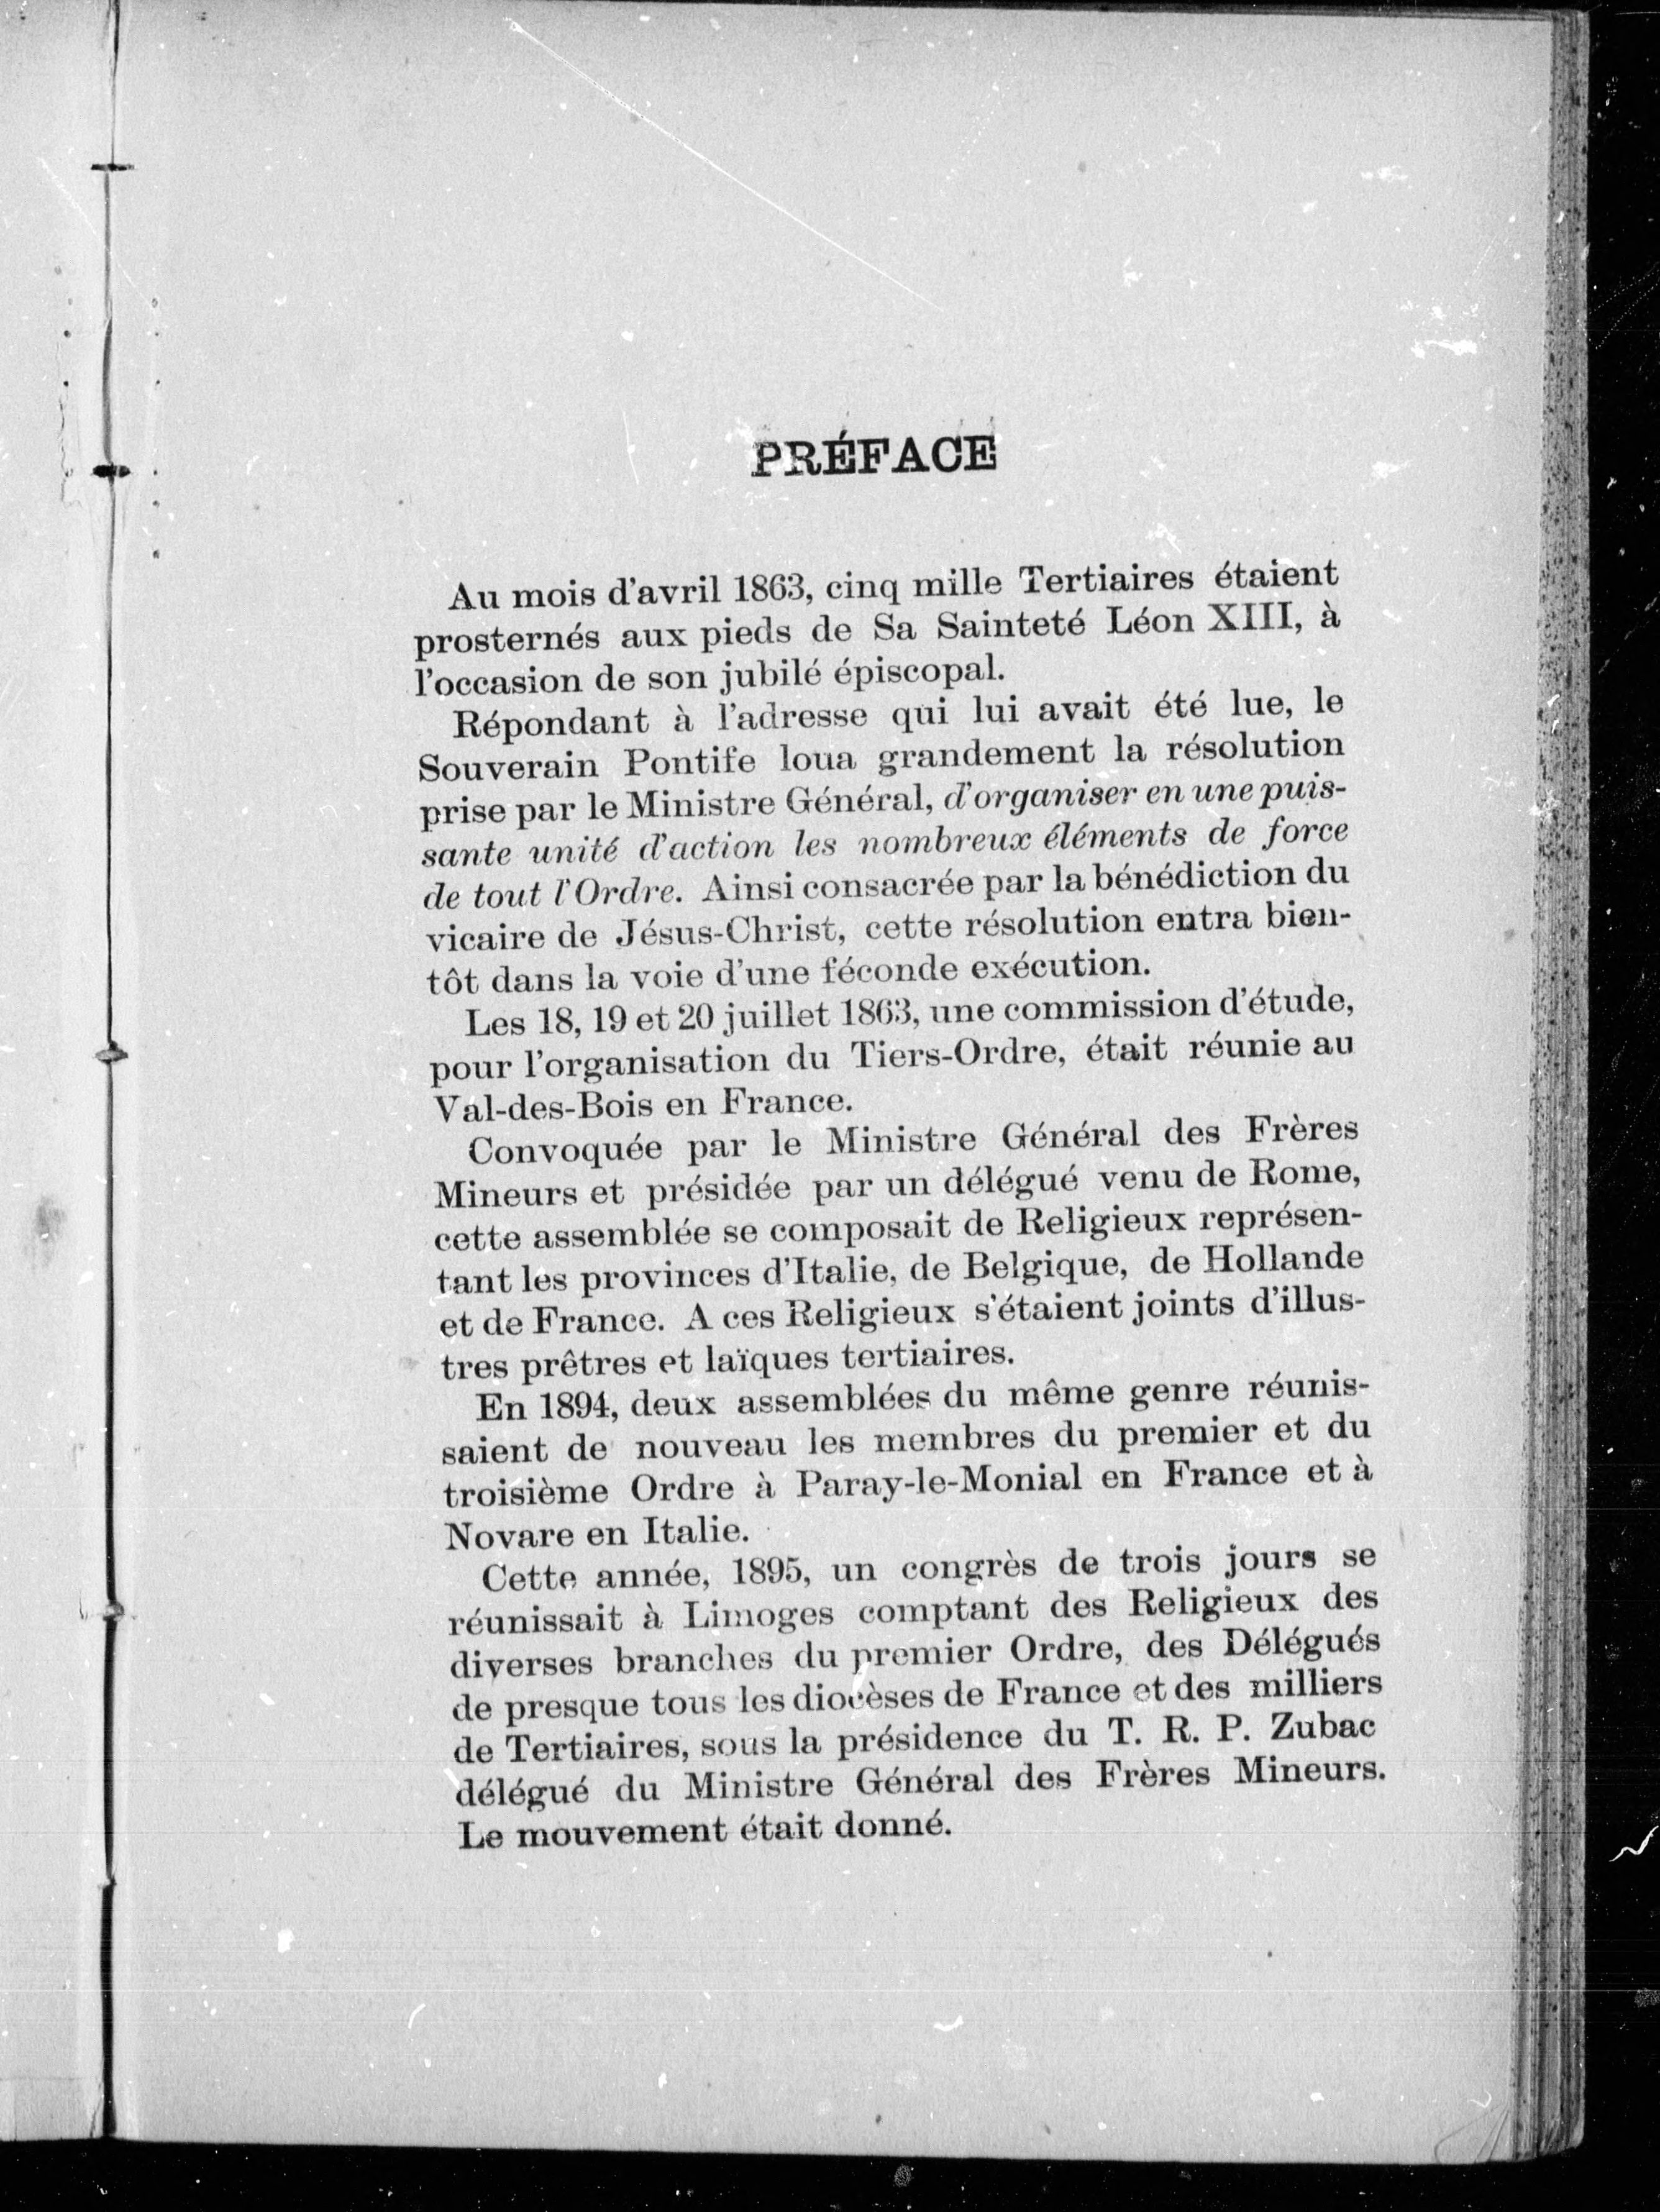 PRÉFACE
Au mois d'avril 1863, cinq mille Tertiaires étaient
prosternés aux pieds de Sa Sainteté Léon XIII, à
l'occasion de son jubilé épiscopal.
Répondant à l'adresse qui lui avait été lue, le
Souverain Pontife loua grandement la résolution
prise par le Ministre Général, d'organiser en une puis-
sante unité d'action les nombreux éléments de force
de tout l'Ordre. Ainsi consacrée par la bénédiction du
vicaire de Jésus-Christ, cette résolution entra bien-
tôt dans la voie d'une féconde exécution.
Les 18, 19 et 20 juillet 1863, une commission d'étude,
pour l'organisation du Tiers-Ordre, était réunie au
Val-des-Bois en France.
Convoquée par le Ministre Général des Frères
Mineurs et présidée par un délégué venu de Rome,
cette assemblée se composait de Religieux représen-
tant les provinces d'Italie, de Belgique, de Hollande
et de France. A ces Religieux s'étaient joints d'illus-
tres prêtres et laïques tertiaires.
En 1894, deux assemblées du même genre réunis-
saient de nouveau les membres du premier et du
troisième Ordre à Paray-le-Monial en France et à
Novare en Italie.
Cette année, 1895, un congrès de trois jours se
réunissait à Limoges comptant des Religieux des
diverses branches du premier Ordre, des Délégués
de presque tous les diocèses de France et des milliers
de Tertiaires, sous la présidence du T. R. P. Zubac
délégué du Ministre Général des Frères Mineurs.
Le mouvement était donné.